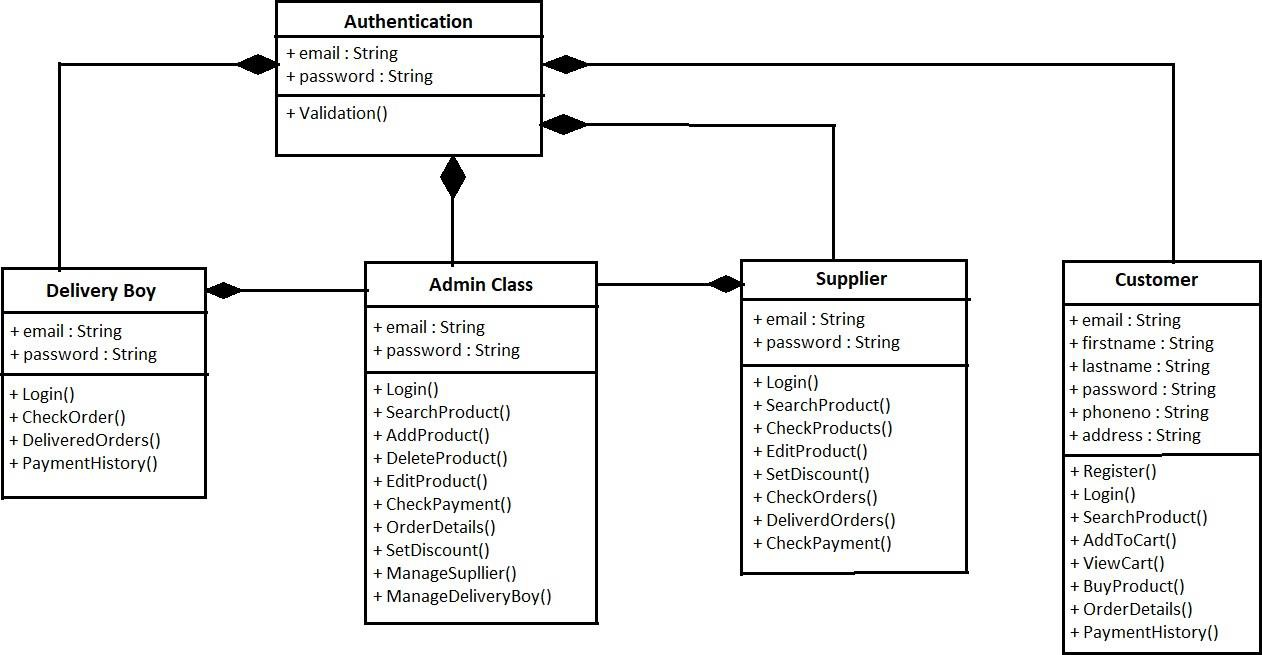 Authentication
+ email : String
+ password : String
+ Validation()
Delivery Boy
+ email : String
+ password : String
+ Login()
+ CheckOrder()
+ DeliveredOrders()
+ PaymentHistory()
Admin Class
+ email : String
+ password : String
+ Login()
+ SearchProduct()
+ AddProduct()
+ DeleteProduct()
+ EditProduct()
+ CheckPayment()
+ OrderDetails()
+ SetDiscount()
+ ManageSupllier()
+ ManageDeliveryBoy()
Supplier
+ email : String
+ password : String
+ Login()
+ SearchProduct()
+ CheckProducts()
+ EditProduct()
+ SetDiscount()
+ CheckOrders()
+ DeliverdOrders()
+ CheckPayment()
Customer
+ email : String
+ firstname : String
+ lastname : String
+ password : String
+ phoneno : String
+ address : String
+ Register()
+ Login()
+ SearchProduct()
+ AddToCart()
+ ViewCart()
+ BuyProduct()
+ OrderDetails()
+ PaymentHistory()